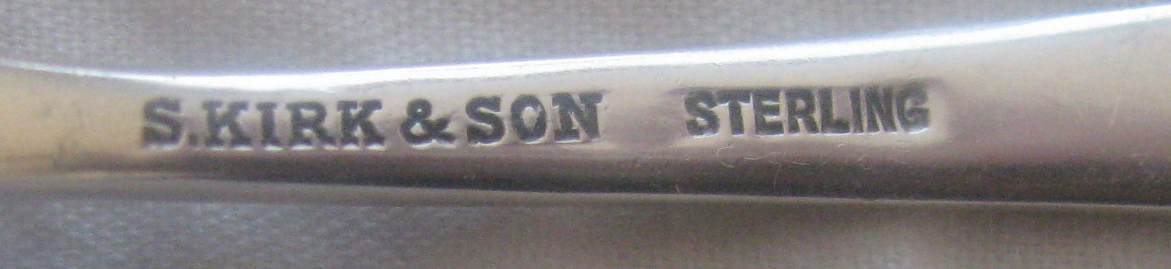 S.KIRK & SON STERLING